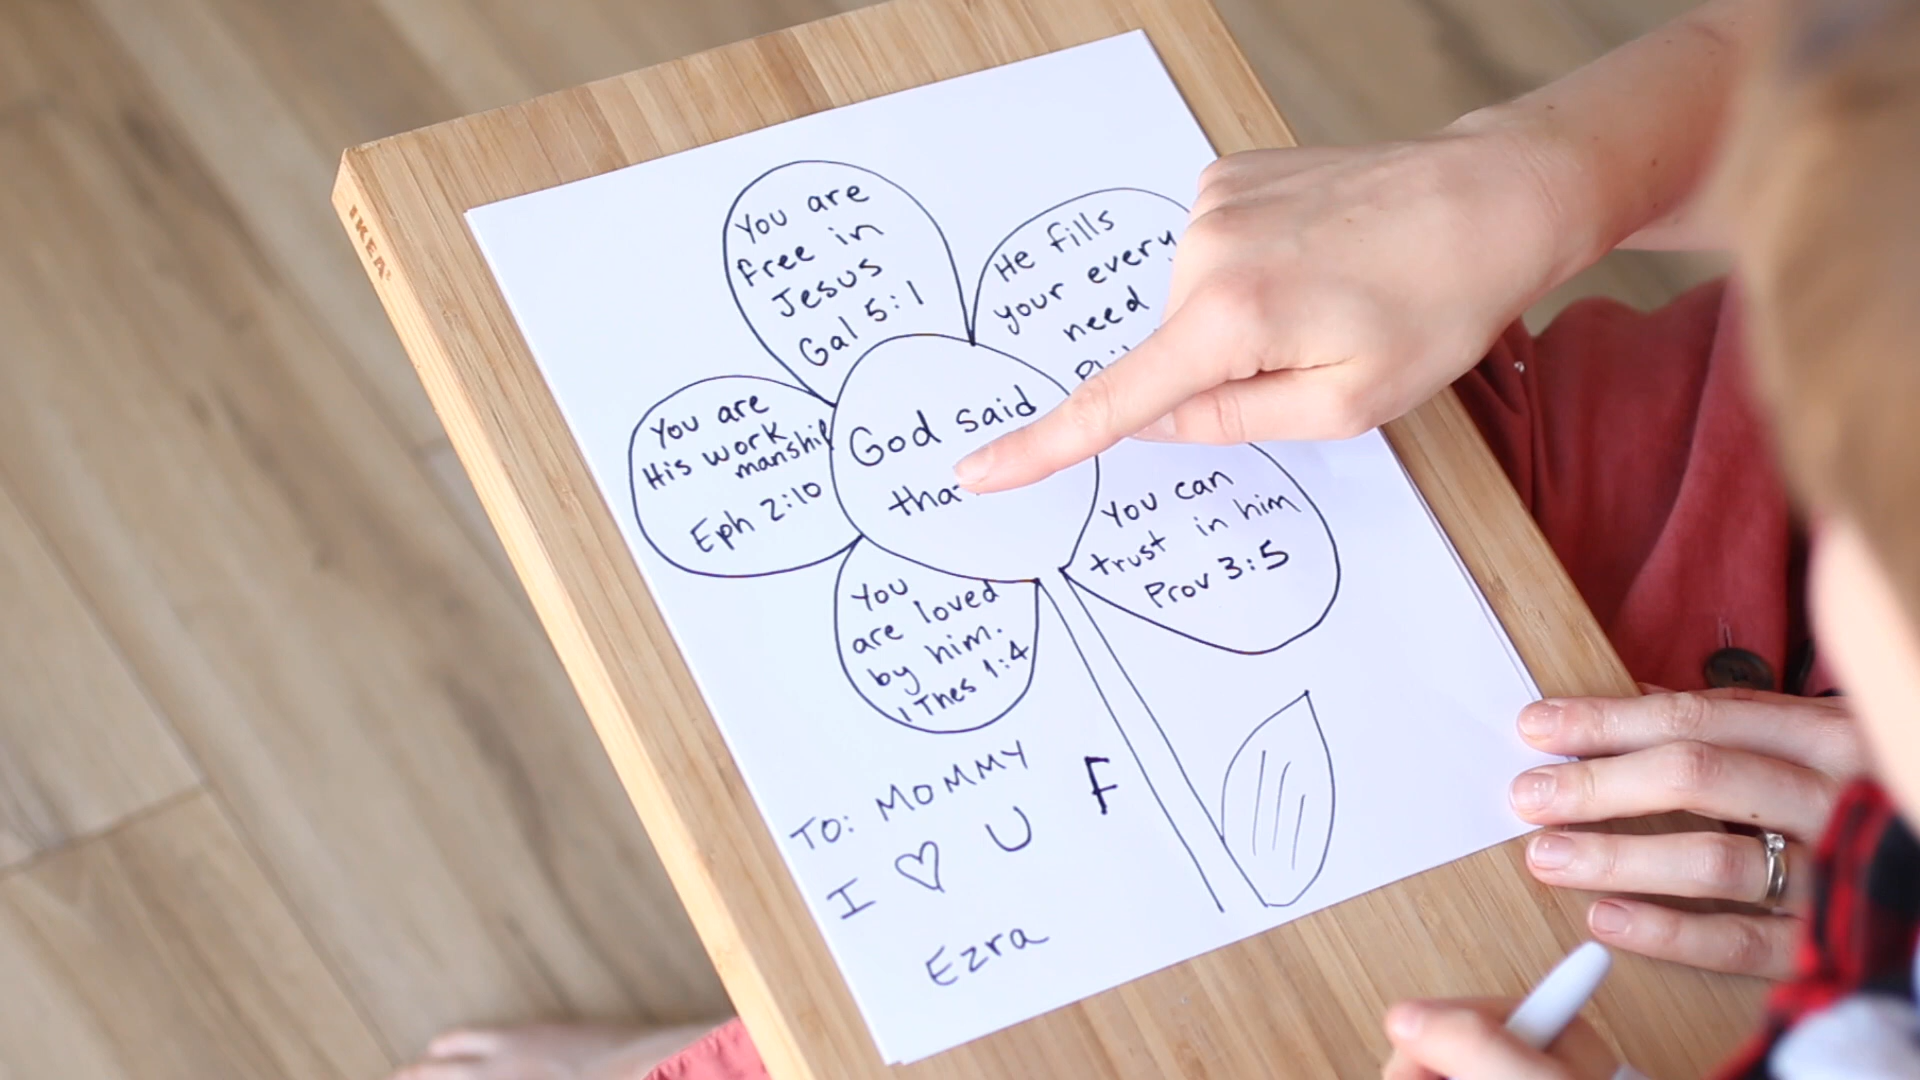 IKEA
You are
free in
Jesus
Gal 5:1
He fills
your every
need
You are
His work
manship
Eph 2:10
God said
You can
trust in him
Prov 3:5
You
are loved
by him.
1 Thes 1:4
TO: MOMMY
I ♡ U F
Ezra